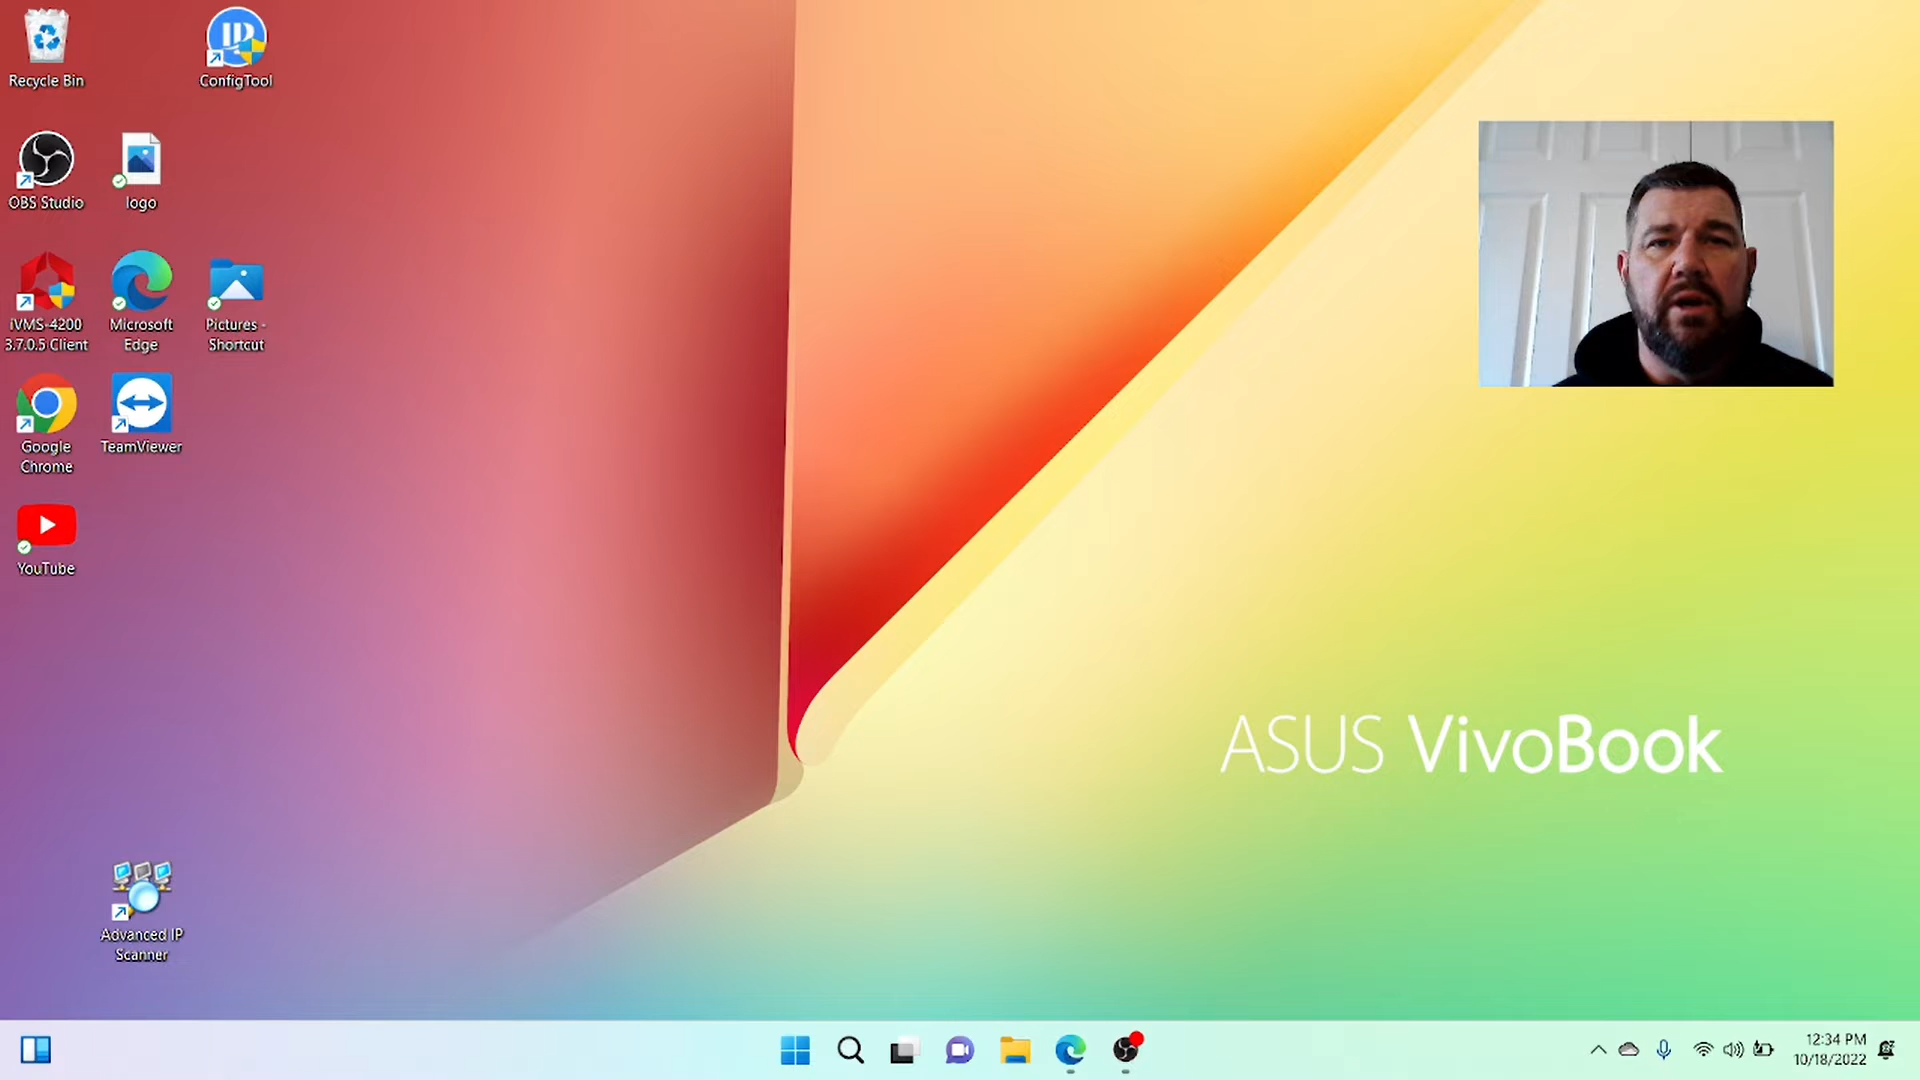 Recycle Bin
ConfigTool
OBS Studio
logo
iVMS-4200
3.7.0.5 Client
Microsoft
Edge
Pictures -
Shortcut
Google
Chrome
TeamViewer
YouTube
ASUS VivoBook
Advanced IP
Scanner
12:34 PM
10/18/2022